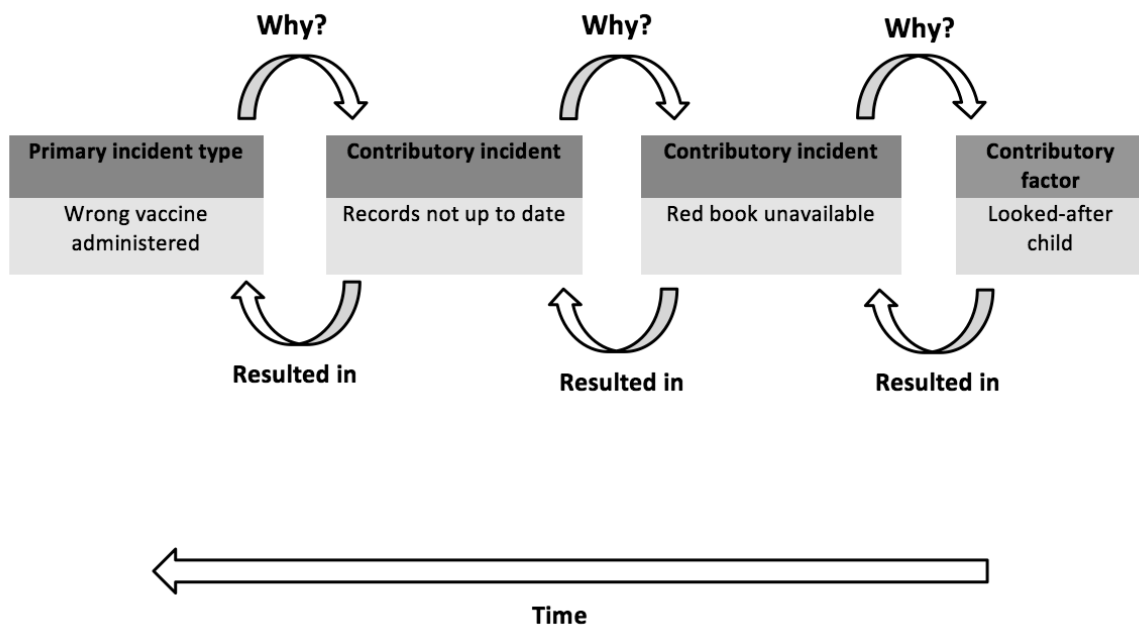 Why?
Why?
Why?
Primary incident type
Wrong vaccine
administered
Contributory incident
Records not up to date
Contributory incident
Red book unavailable
Contributory
factor
Looked-after
child
Resulted in
Resulted in
Resulted in
Time